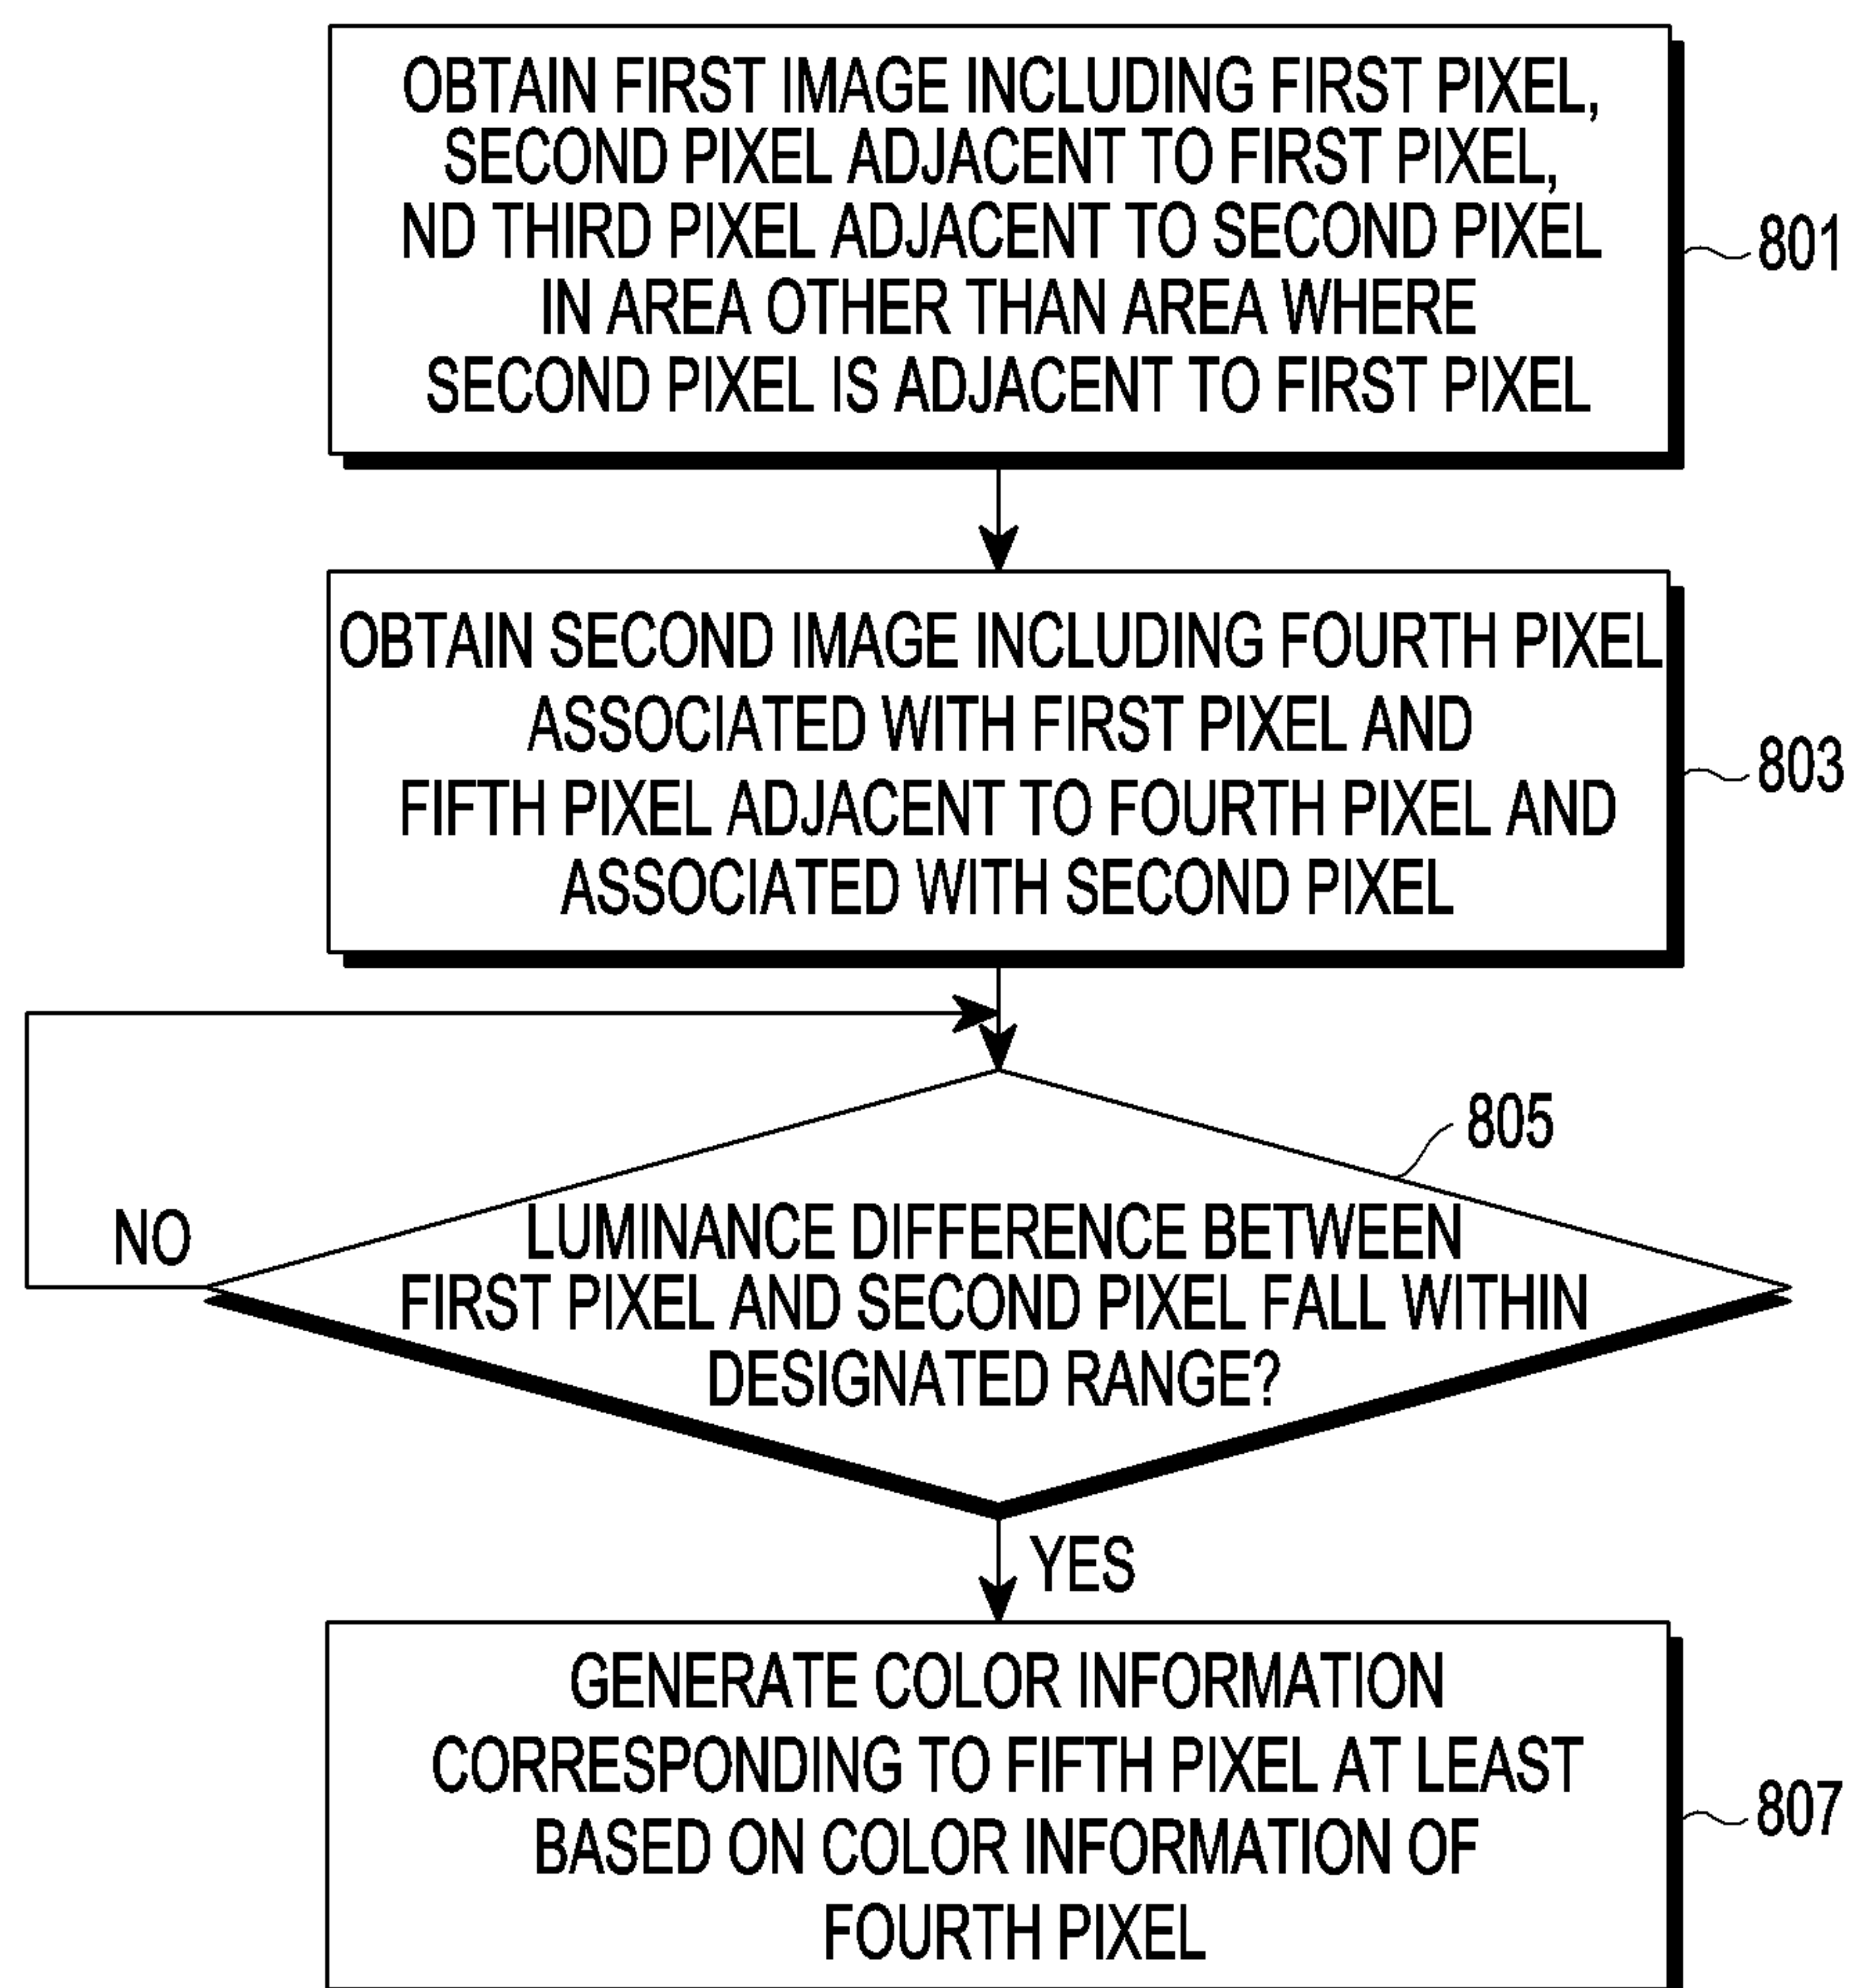 OBTAIN FIRST IMAGE INCLUDING FIRST PIXEL,
SECOND PIXEL ADJACENT TO FIRST PIXEL,
ND THIRD PIXEL ADJACENT TO SECOND PIXEL
IN AREA OTHER THAN AREA WHERE
SECOND PIXEL IS ADJACENT TO FIRST PIXEL
801
OBTAIN SECOND IMAGE INCLUDING FOURTH PIXEL
ASSOCIATED WITH FIRST PIXEL AND
FIFTH PIXEL ADJACENT TO FOURTH PIXEL AND
ASSOCIATED WITH SECOND PIXEL
803
805
NO
LUMINANCE DIFFERENCE BETWEEN
FIRST PIXEL AND SECOND PIXEL FALL WITHIN
DESIGNATED RANGE?
YES
GENERATE COLOR INFORMATION
CORRESPONDING TO FIFTH PIXEL AT LEAST
BASED ON COLOR INFORMATION OF
FOURTH PIXEL
807